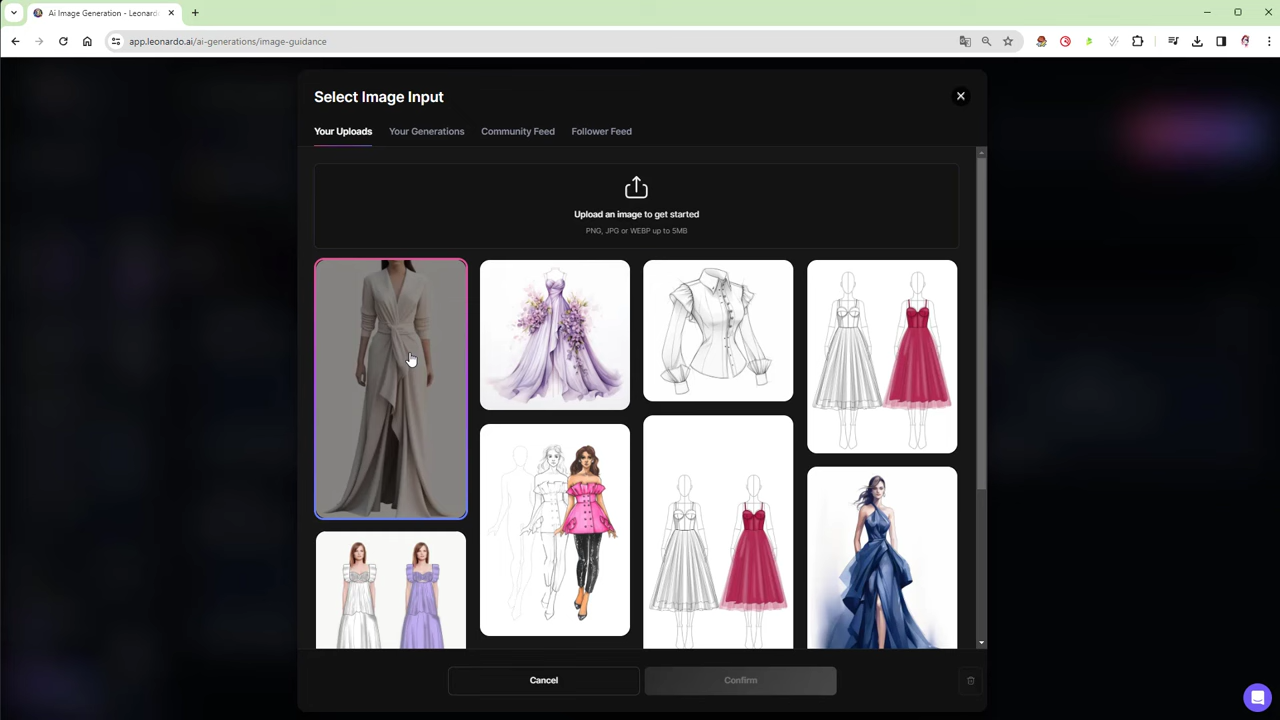 Ai Image Generation - Leonardo
app.leonardo.ai/ai-generations/image-guidance
Select Image Input
Your Uploads
Your Generations
Community Feed
Follower Feed
Upload an image to get started
PNG, JPG or WEBP up to 5MB
Cancel
Confirm